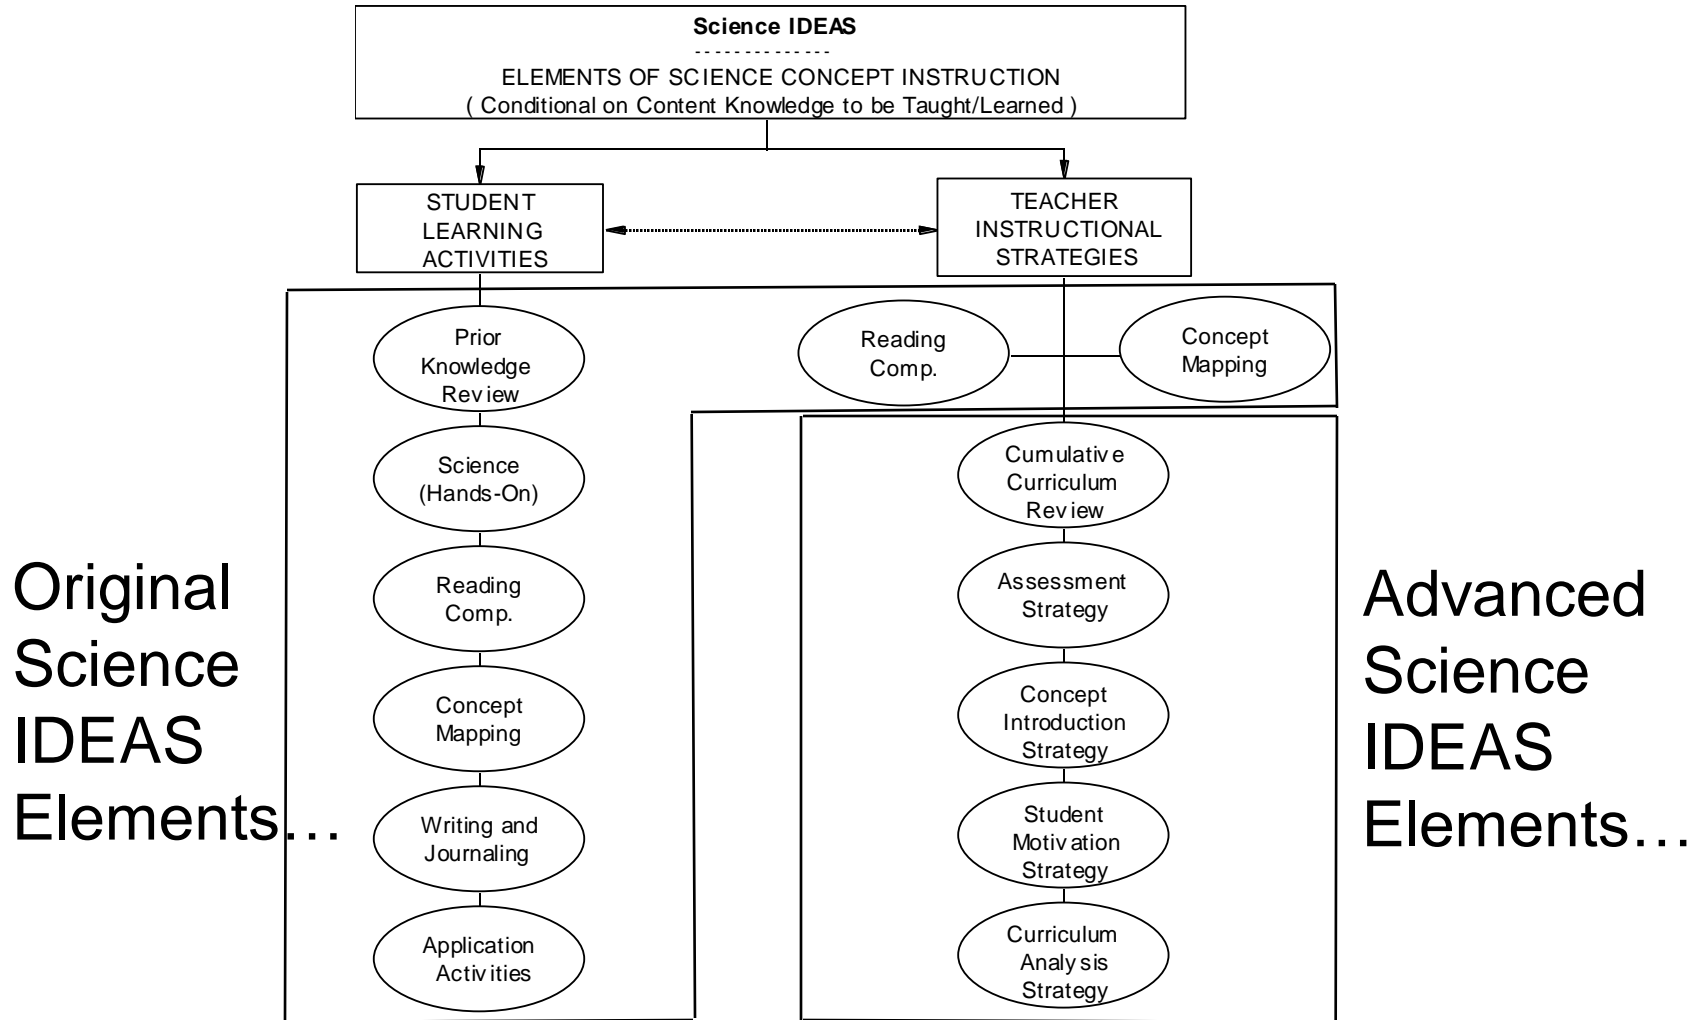 Science IDEAS
--------------
ELEMENTS OF SCIENCE CONCEPT INSTRUCTION
( Conditional on Content Knowledge to be Taught/Learned )
STUDENT
LEARNING
ACTIVITIES
TEACHER
INSTRUCTIONAL
STRATEGIES
Prior
Knowledge
Review
Science
(Hands-On)
Reading
Comp.
Concept
Mapping
Writing and
Journaling
Application
Activities
Reading
Comp.
Concept
Mapping
Cumulative
Curriculum
Review
Assessment
Strategy
Concept
Introduction
Strategy
Student
Motivation
Strategy
Curriculum
Analysis
Strategy
Original
Science
IDEAS
Elements…
Advanced
Science
IDEAS
Elements…